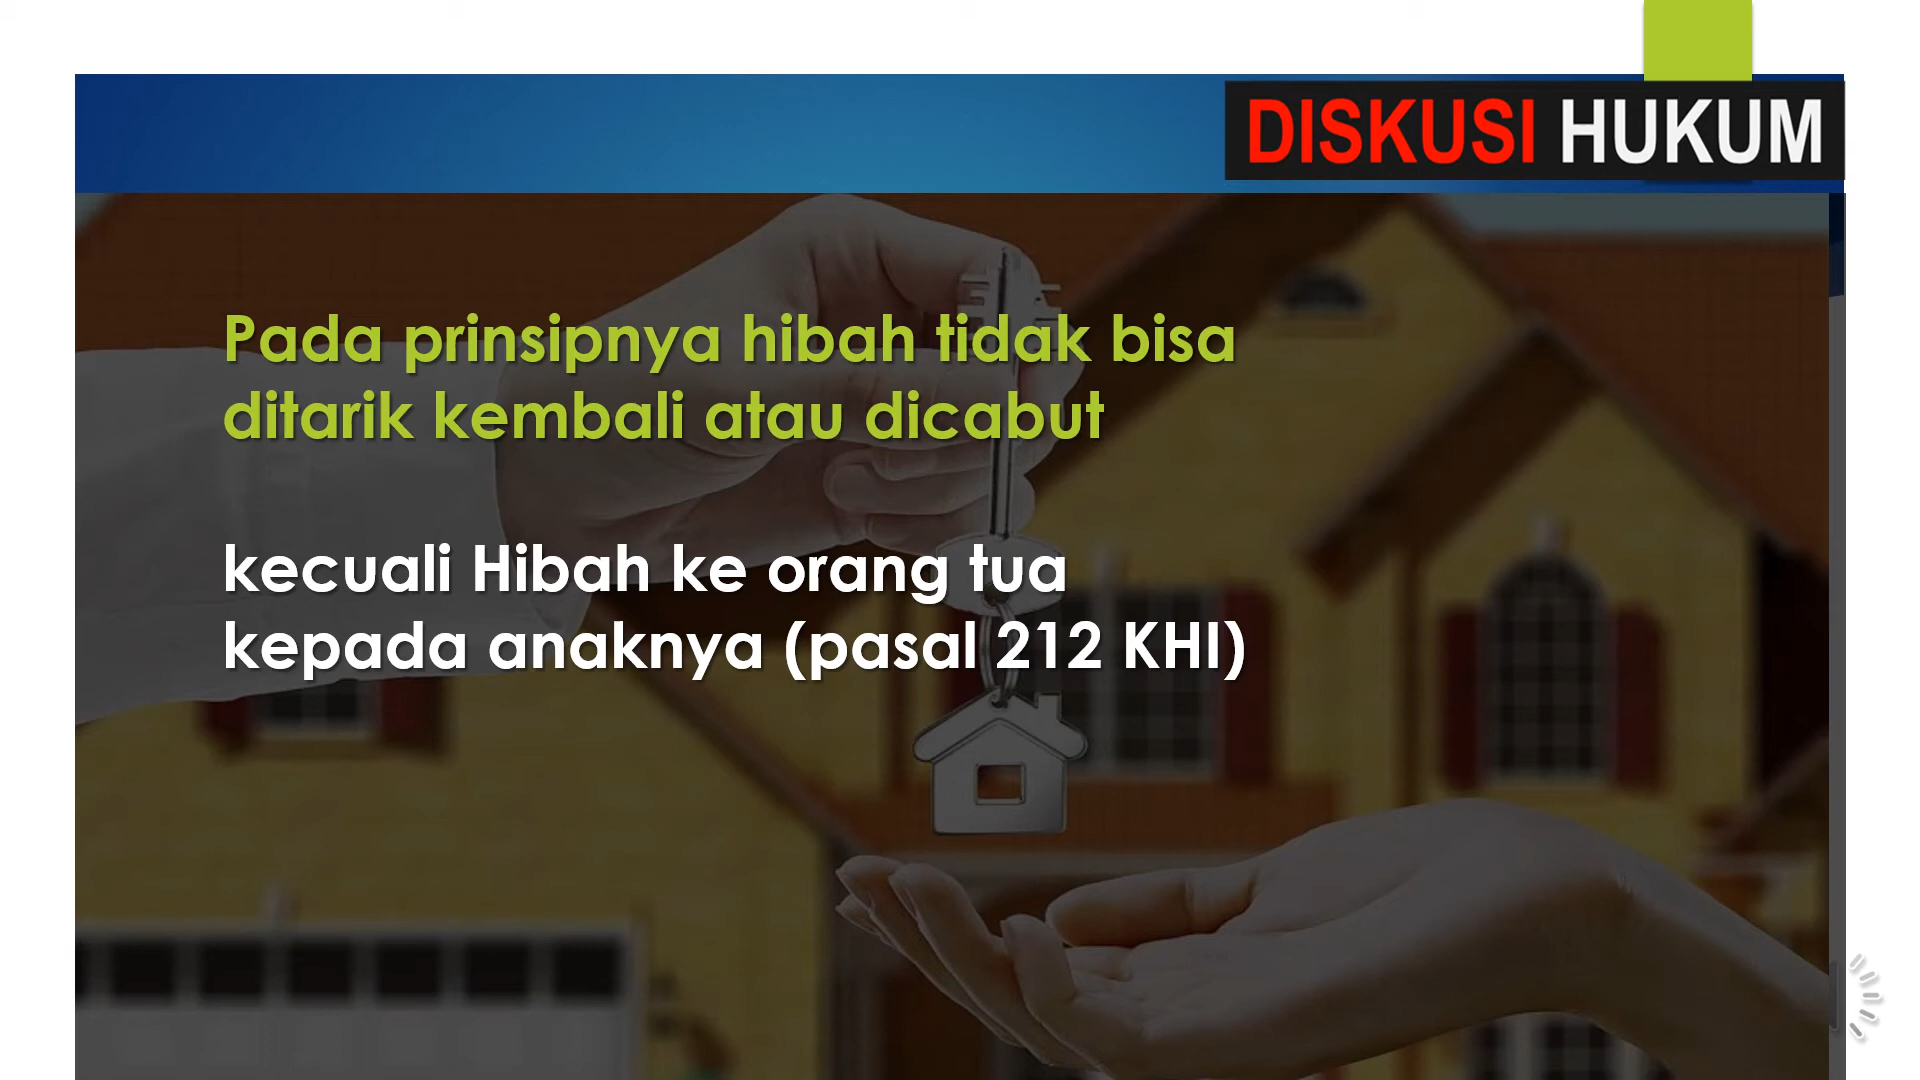 DISKUSI HUKUM
Pada prinsipnya hibah tidak bisa
ditarik kembali atau dicabut
kecuali Hibah ke orang tua
kepada anaknya (pasal 212 KHI)